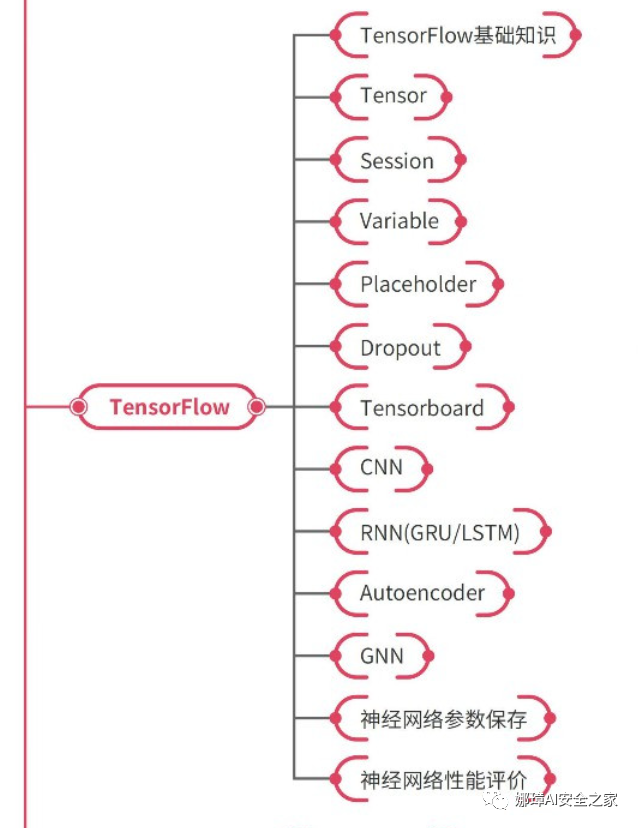 TensorFlow基础知识
Tensor
Session
Variable
Placeholder
Dropout
TensorFlow
Tensorboard
CNN
RNN(GRU/LSTM)
Autoencoder
GNN
神经网络参数保存
神经网络性能评价
娜璋AI安全之家